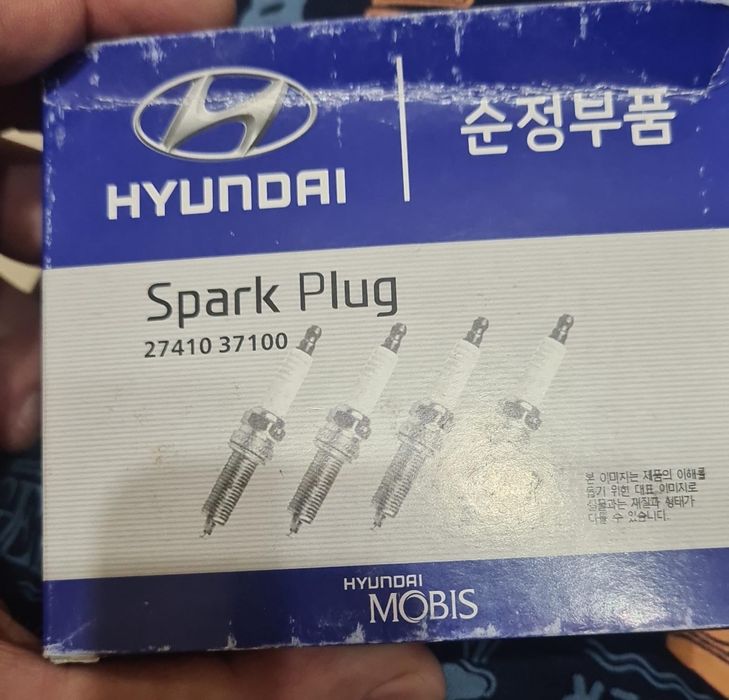 HYUNDAI
순정부품
Spark Plug
27410 37100
본 이미지는 제품의 이해를
돕기 위한 대표 이미지로
실물과는 재질과 형태가
다를 수 있습니다.
HYUNDAI
MOBIS